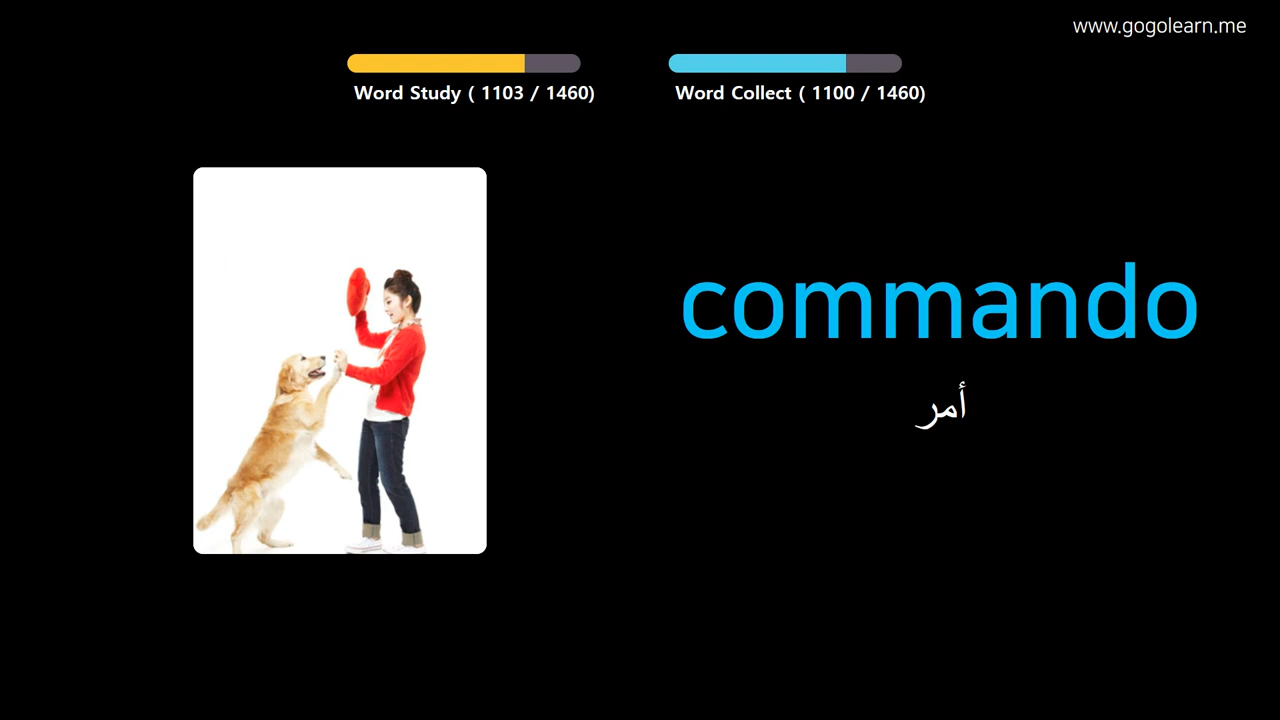 www.gogolearn.me
Word Study ( 1103 / 1460)
Word Collect ( 1100 / 1460)
commando
أمر